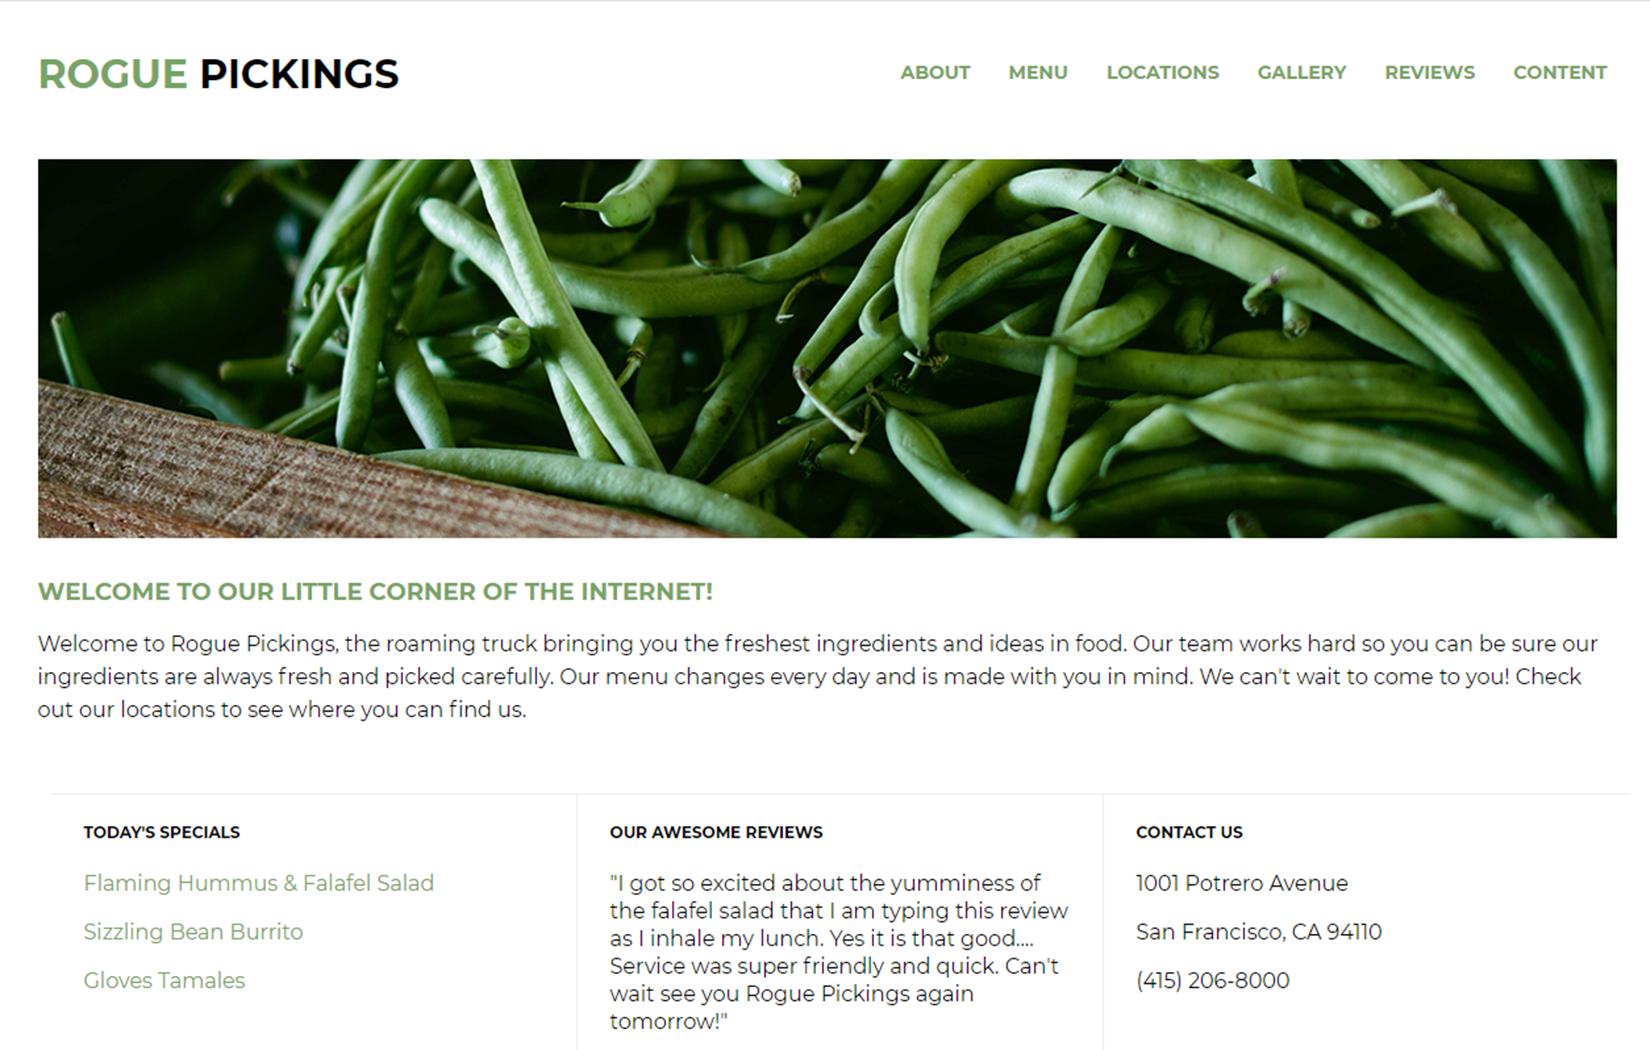 ROGUE PICKINGS
ABOUT MENU LOCATIONS GALLERY REVIEWS CONTENT
WELCOME TO OUR LITTLE CORNER OF THE INTERNET!
Welcome to Rogue Pickings, the roaming truck bringing you the freshest ingredients and ideas in food. Our team works hard so you can be sure our
ingredients are always fresh and picked carefully. Our menu changes every day and is made with you in mind. We can't wait to come to you! Check
out our locations to see where you can find us.
TODAY'S SPECIALS
Flaming Hummus & Falafel Salad
Sizzling Bean Burrito
Gloves Tamales
OUR AWESOME REVIEWS
"I got so excited about the yumminess of
the falafel salad that I am typing this review
as I inhale my lunch. Yes it is that good....
Service was super friendly and quick. Can't
wait see you Rogue Pickings again
tomorrow!"
CONTACT US
1001 Potrero Avenue
San Francisco, CA 94110
(415) 206-8000